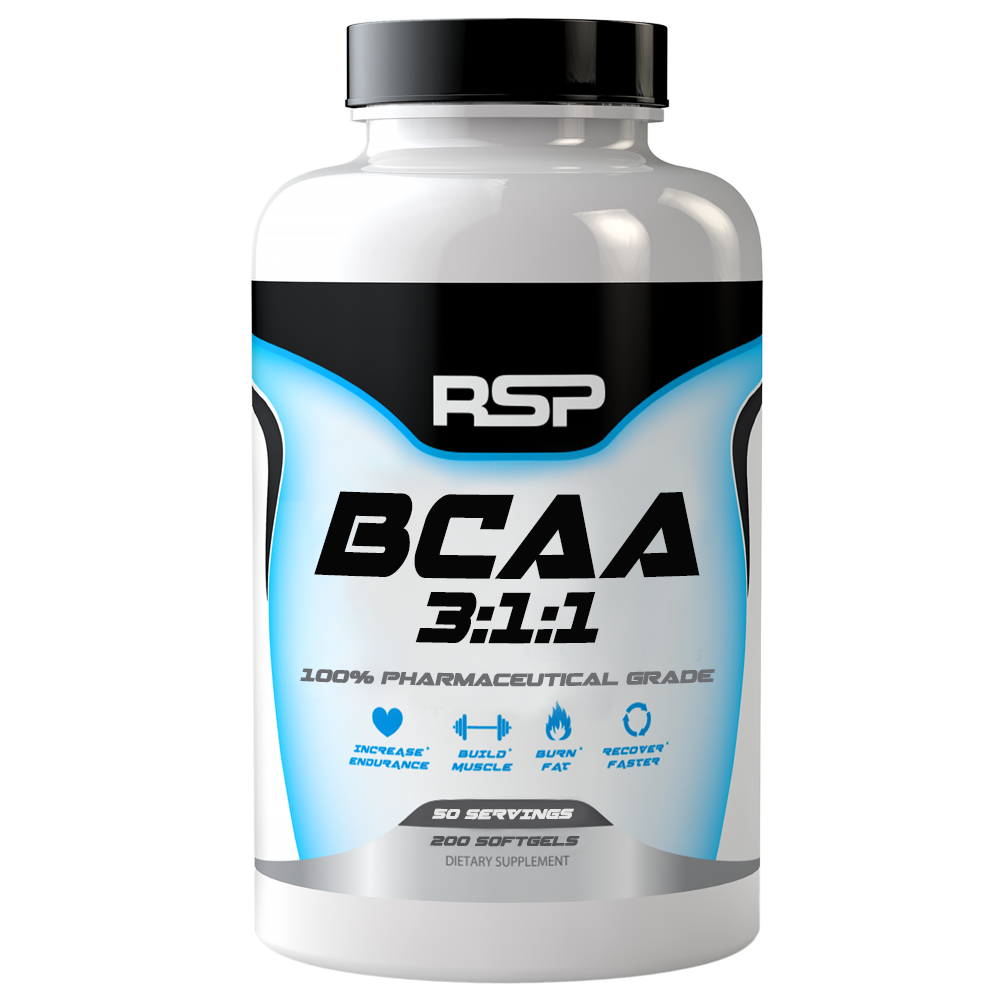 RSP
BCAA
3:1:1
100% PHARMACEUTICAL GRADE
INCREASE*
ENDURANCE
BUILD*
MUSCLE
BURN*
FAT
RECOVER*
FASTER
50 SERVINGS
200 SOFTGELS
DIETARY SUPPLEMENT